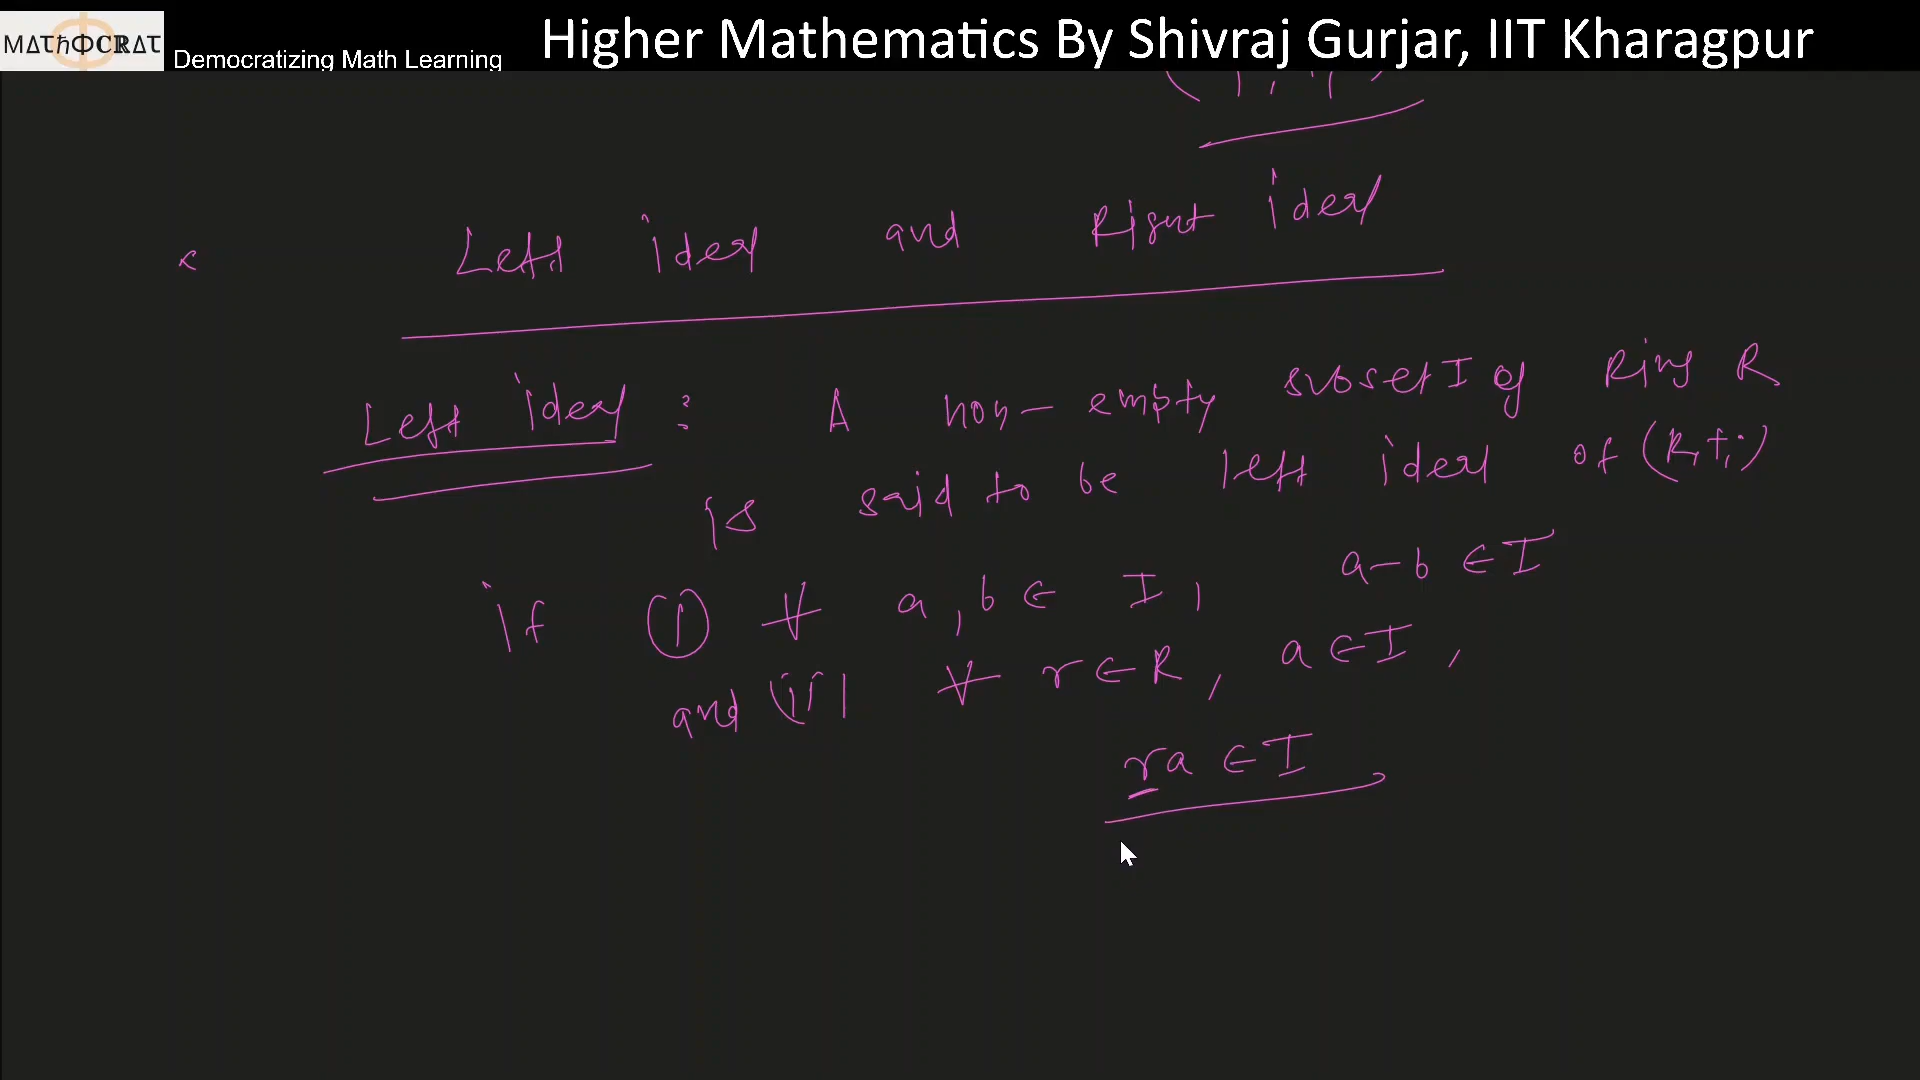 MΔTℏΦCℝΔT
Democratizing Math Learning
Higher Mathematics By Shivraj Gurjar, IIT Kharagpur
Left ideal and Right ideal
Left ideal : A non-empty subset I of Ring R
is said to be left ideal of (R,+,·)
if (i) ∀ a, b ∈ I, a-b ∈ I
and (ii) ∀ r ∈ R, a ∈ I,
ra ∈ I